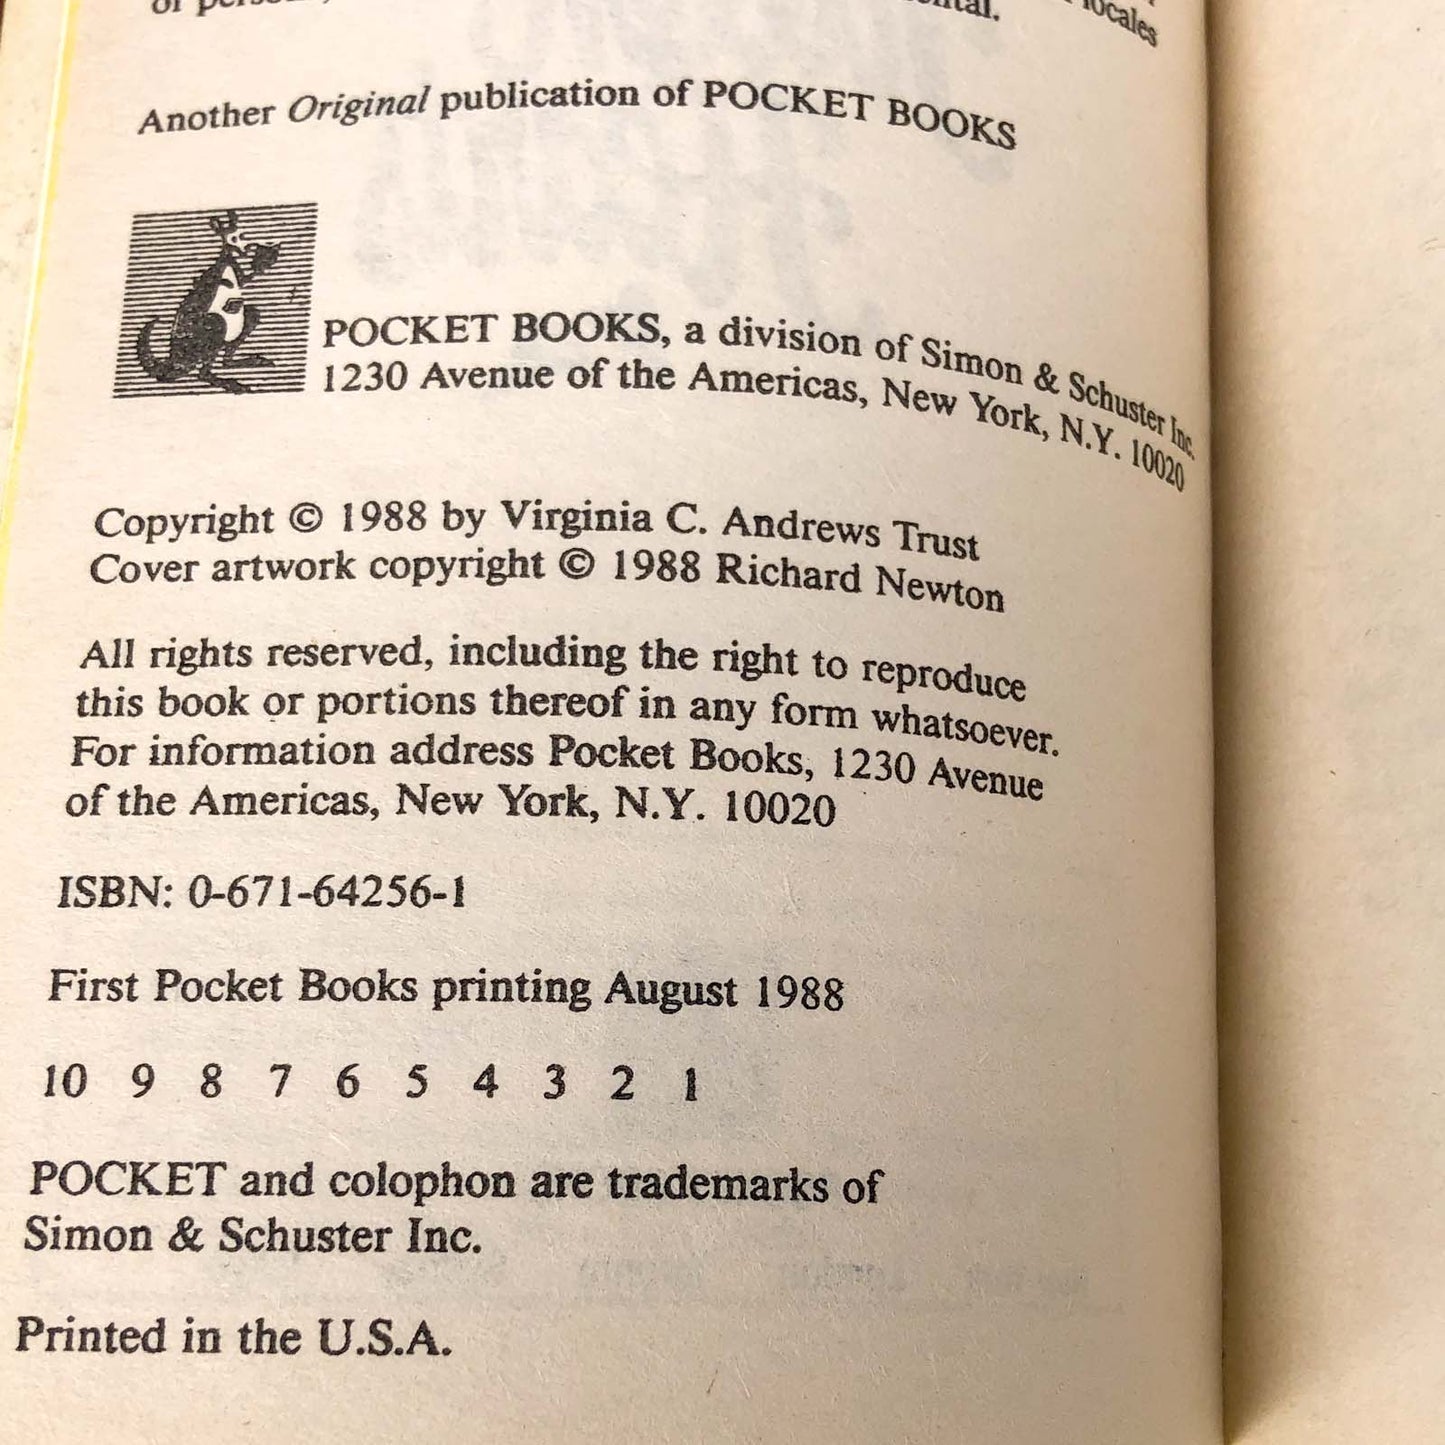 or
locales
Another Original publication of POCKET BOOKS
POCKET BOOKS, a division of Simon & Schuster Inc.
1230 Avenue of the Americas, New York, N.Y. 10020
Copyright © 1988 by Virginia C. Andrews Trust
Cover artwork copyright © 1988 Richard Newton
All rights reserved, including the right to reproduce
this book or portions thereof in any form whatsoever.
For information address Pocket Books, 1230 Avenue
of the Americas, New York, N.Y. 10020
ISBN: 0-671-64256-1
First Pocket Books printing August 1988
10 9 8 7 6 5 4 3 2 1
POCKET and colophon are trademarks of
Simon & Schuster Inc.
Printed in the U.S.A.